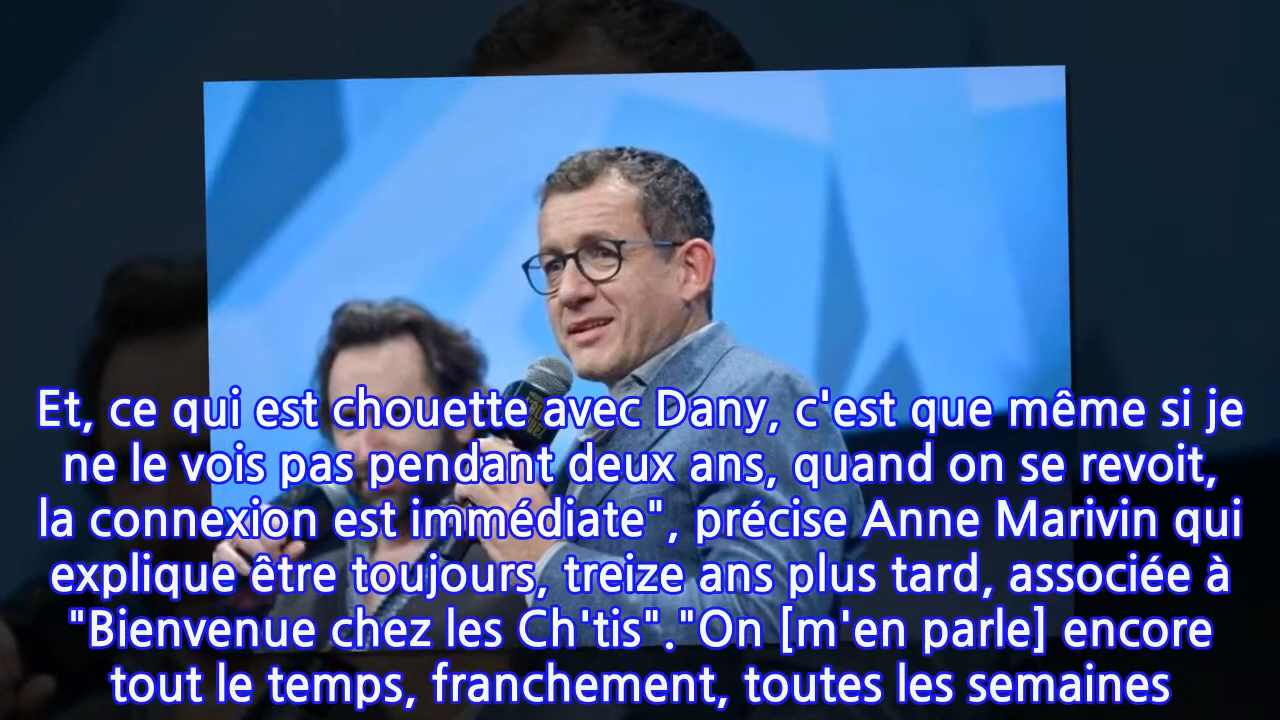 Et, ce qui est chouette avec Dany, c'est que même si je
ne le vois pas pendant deux ans, quand on se revoit,
la connexion est immédiate", précise Anne Marivin qui
explique être toujours, treize ans plus tard, associée à
"Bienvenue chez les Ch'tis"."On [m'en parle] encore
tout le temps, franchement, toutes les semaines